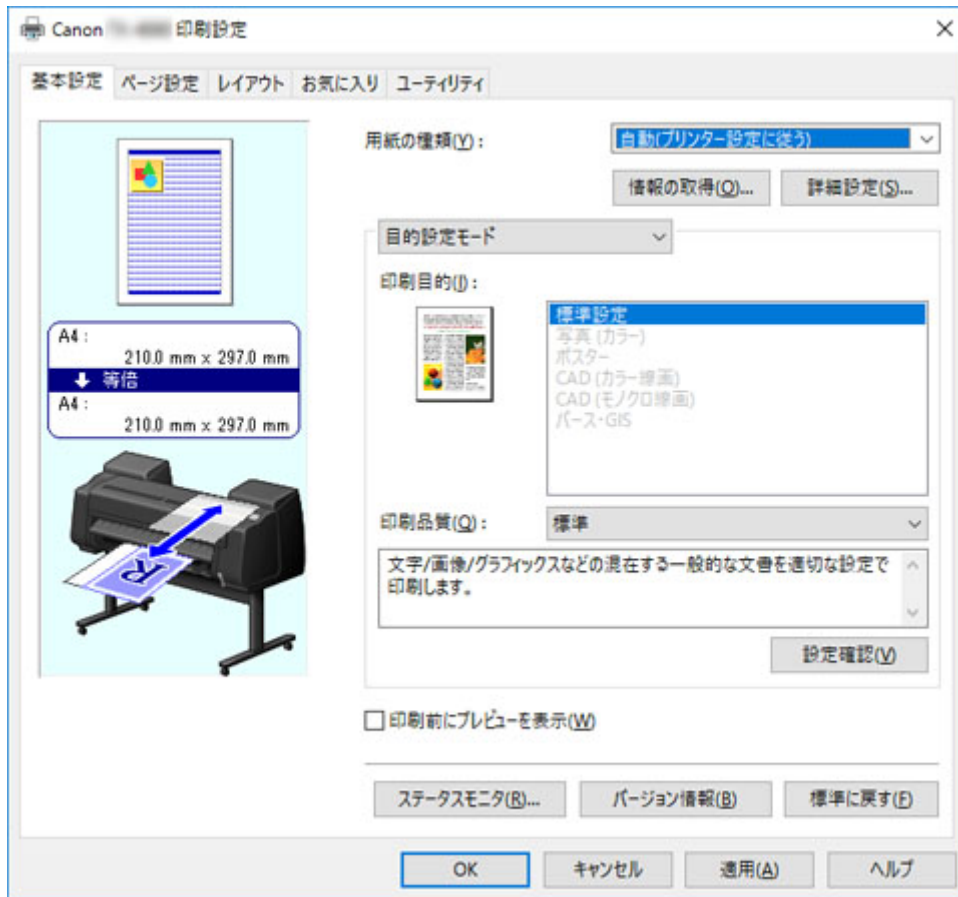 Canon 印刷設定
基本設定 ページ設定 レイアウト お気に入り ユーティリティ
A4 :
210.0 mm x 297.0 mm
等倍
A4 :
210.0 mm x 297.0 mm
R
用紙の種類(Y) :
自動(プリンター設定に従う)
情報の取得(O)...
詳細設定(S)...
目的設定モード
印刷目的(I) :
標準設定
写真 (カラー)
ポスター
CAD (カラー線画)
CAD (モノクロ線画)
パース・GIS
印刷品質(Q) :
標準
文字/画像/グラフィックスなどの混在する一般的な文書を適切な設定で
印刷します。
設定確認(V)
印刷前にプレビューを表示(W)
ステータスモニタ(R)...
バージョン情報(B)
標準に戻す(F)
OK
キャンセル
適用(A)
ヘルプ